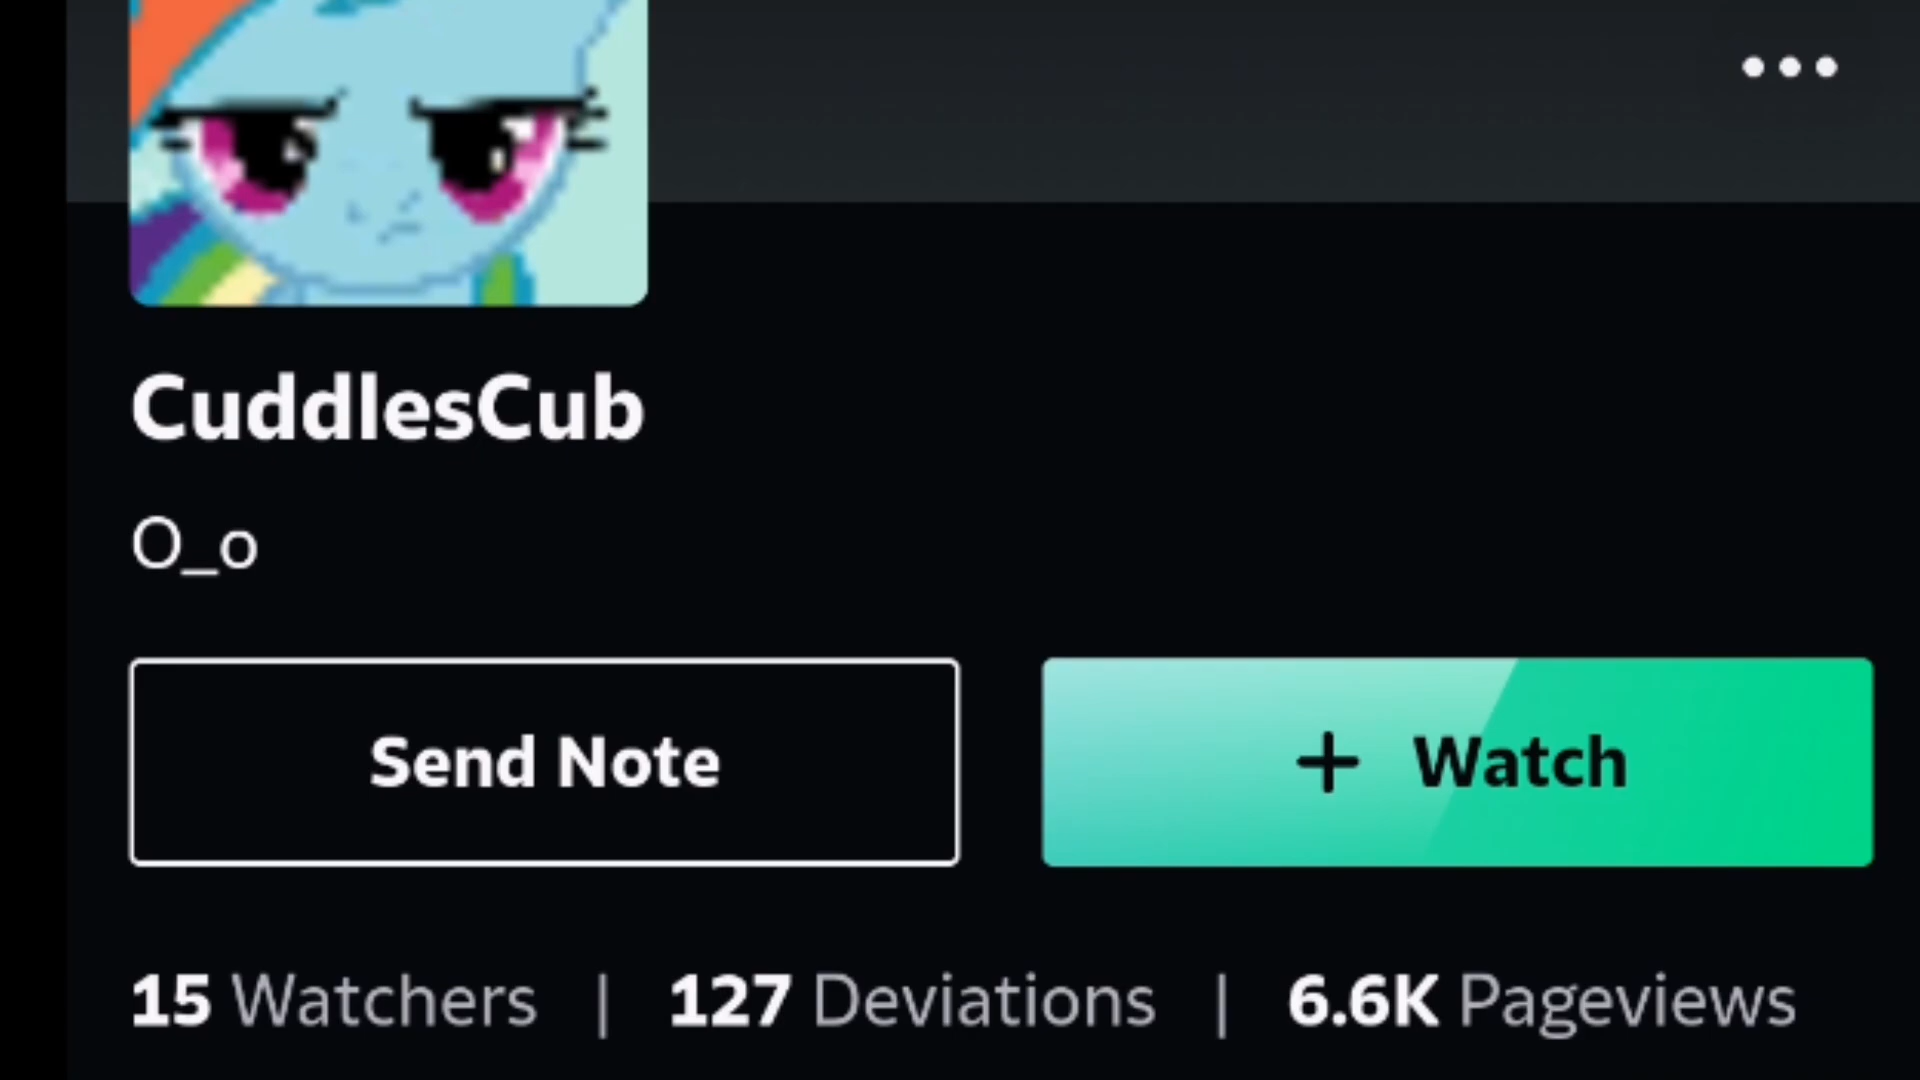 CuddlesCub
O_o
Send Note
+ Watch
15 Watchers | 127 Deviations | 6.6K Pageviews